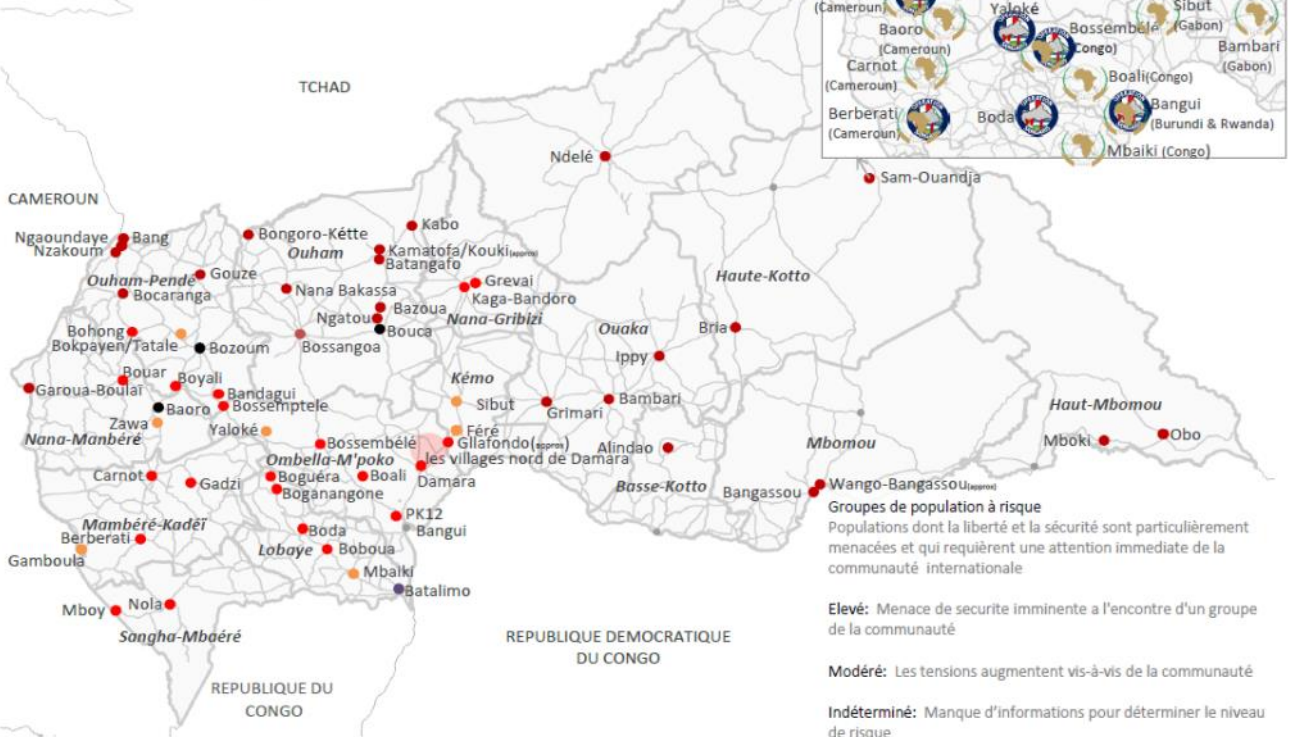 (Cameroun)
Yaloké
Sibut
(Gabon)
Baoro
(Cameroun)
Bossembélé
(Congo)
Bambari
(Gabon)
Carnot
(Cameroun)
Boali(Congo)
Berberati
(Cameroun)
Boda
Bangui
(Burundi & Rwanda)
Mbaiki (Congo)
TCHAD
Ndelé
Sam-Ouandja
CAMEROUN
Ngaoundaye
Bang
Nzakoum
Bongoro-Kétte
Kabo
Ouham
Kamatofa/Kouki(approx)
Batangafo
Ouham-Pendé
Gouze
Bocaranga
Nana Bakassa
Grevai
Kaga-Bandoro
Haute-Kotto
Bazoua
Ngatou
Nana-Gribizi
Bouca
Bohong
Bokpayen/Tatale
Bozoum
Bossangoa
Ouaka
Bria
Ippy
Bouar
Boyali
Kémo
Garoua-Boulaï
Bandagui
Bossemptele
Baoro
Zawa
Sibut
Grimari
Bambari
Haut-Mbomou
Nana-Manbéré
Yaloké
Féré
Bossembélé
Gllafondo(approx)
Alindao
Mbomou
Mboki
Obo
Ombella-M'poko
les villages nord de Damara
Carnot
Gadzi
Boguéra
Boali
Damara
Boganangone
Basse-Kotto
Bangassou
Wango-Bangassou(approx)
PK12
Bangui
Mambéré-Kadéï
Berberati
Boda
Lobaye
Boboua
Gamboula
Mbaiki
Batalimo
Mboy
Nola
Sangha-Mbaéré
REPUBLIQUE DEMOCRATIQUE
DU CONGO
REPUBLIQUE DU
CONGO
Groupes de population à risque
Populations dont la liberté et la sécurité sont particulièrement
menacées et qui requièrent une attention immediate de la
communauté internationale
Elevé: Menace de securite imminente a l'encontre d'un groupe
de la communauté
Modéré: Les tensions augmentent vis-à-vis de la communauté
Indéterminé: Manque d'informations pour déterminer le niveau
de risque